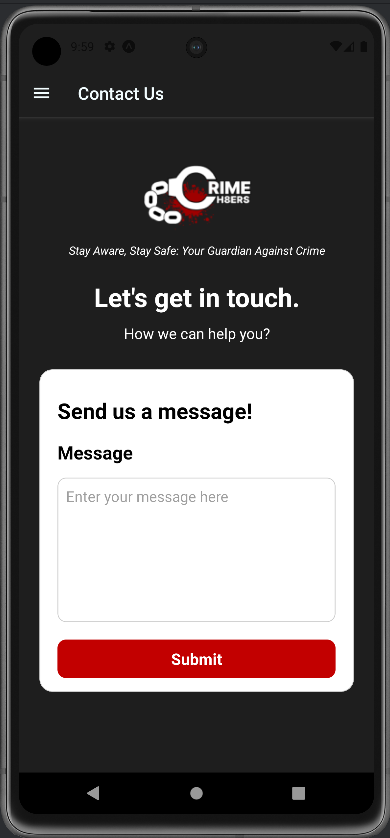 9:59
Contact Us
CRIME
H8ERS
Stay Aware, Stay Safe: Your Guardian Against Crime
Let's get in touch.
How we can help you?
Send us a message!
Message
Enter your message here
Submit